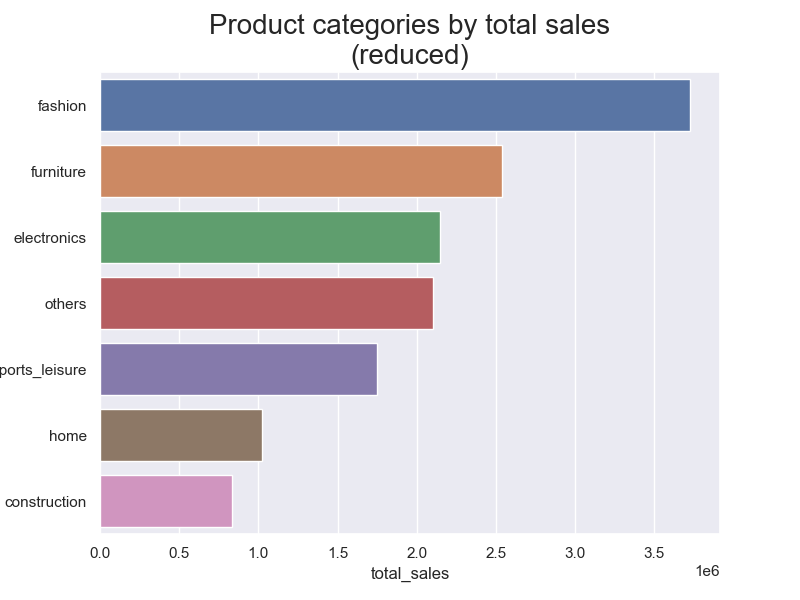 Product categories by total sales
(reduced)
fashion
furniture
electronics
others
ports_leisure
home
construction
0.0 0.5 1.0 1.5 2.0 2.5 3.0 3.5
total_sales
1e6